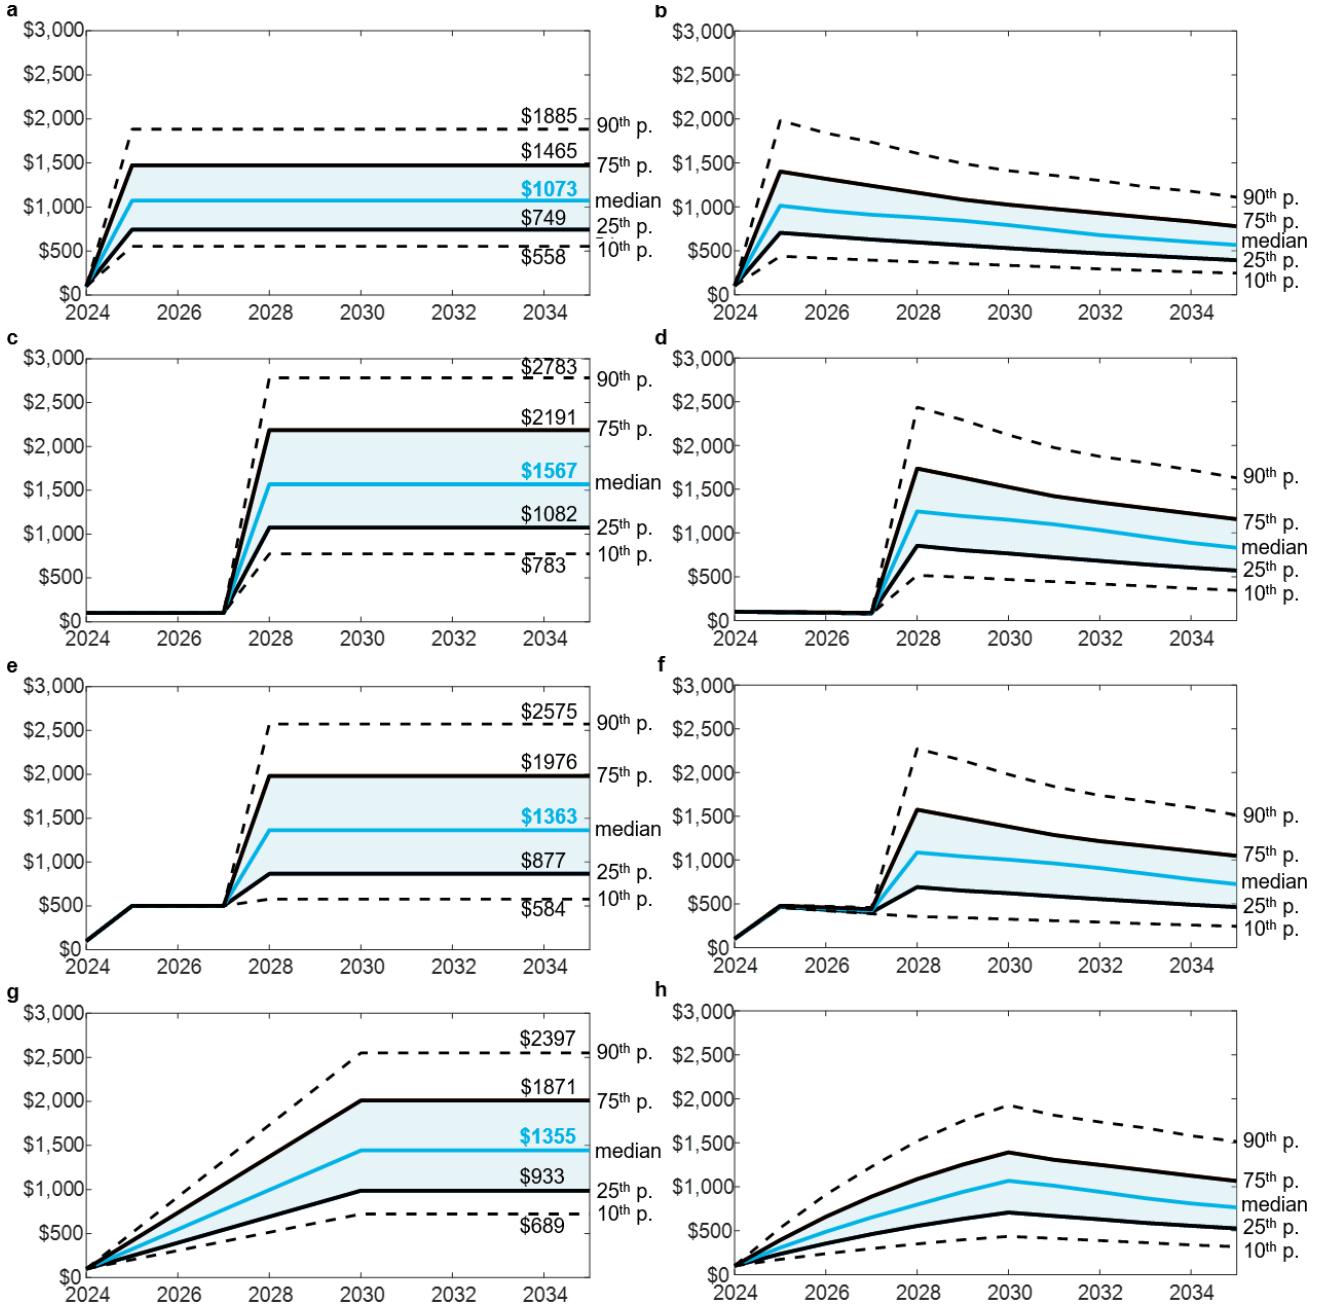 a
$3,000
$2,500
$2,000
$1,500
$1,000
$500
$0
2024 2026 2028 2030 2032 2034
$1885
$1465
$1073
$749
$558
90th p.
75th p.
median
25th p.
10th p.
b
$3,000
$2,500
$2,000
$1,500
$1,000
$500
$0
2024 2026 2028 2030 2032 2034
90th p.
75th p.
median
25th p.
10th p.
c
$3,000
$2,500
$2,000
$1,500
$1,000
$500
$0
2024 2026 2028 2030 2032 2034
$2783
$2191
$1567
$1082
$783
90th p.
75th p.
median
25th p.
10th p.
d
$3,000
$2,500
$2,000
$1,500
$1,000
$500
$0
2024 2026 2028 2030 2032 2034
90th p.
75th p.
median
25th p.
10th p.
e
$3,000
$2,500
$2,000
$1,500
$1,000
$500
$0
2024 2026 2028 2030 2032 2034
$2575
$1976
$1363
$877
$584
90th p.
75th p.
median
25th p.
10th p.
f
$3,000
$2,500
$2,000
$1,500
$1,000
$500
$0
2024 2026 2028 2030 2032 2034
90th p.
75th p.
median
25th p.
10th p.
g
$3,000
$2,500
$2,000
$1,500
$1,000
$500
$0
2024 2026 2028 2030 2032 2034
$2397
$1871
$1355
$933
$689
90th p.
75th p.
median
25th p.
10th p.
h
$3,000
$2,500
$2,000
$1,500
$1,000
$500
$0
2024 2026 2028 2030 2032 2034
90th p.
75th p.
median
25th p.
10th p.